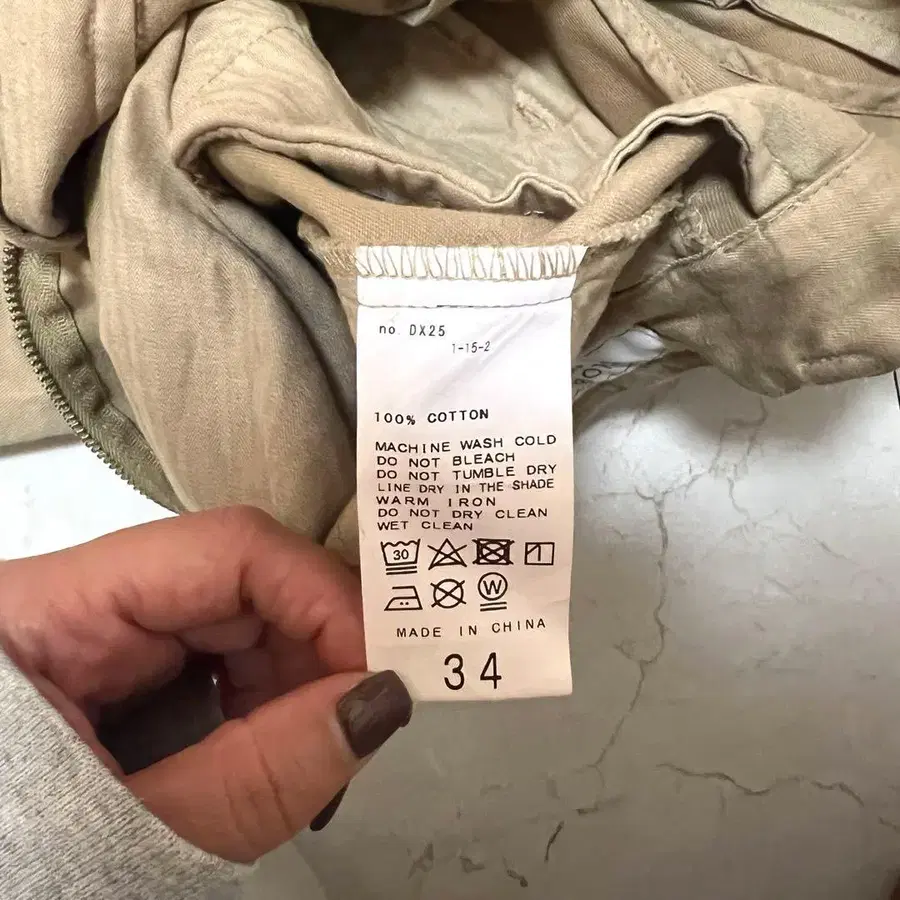 no. DX25
1-15-2
100% COTTON
MACHINE WASH COLD
DO NOT BLEACH
DO NOT TUMBLE DRY
LINE DRY IN THE SHADE
WARM IRON
DO NOT DRY CLEAN
WET CLEAN
30
W
MADE IN CHINA
34